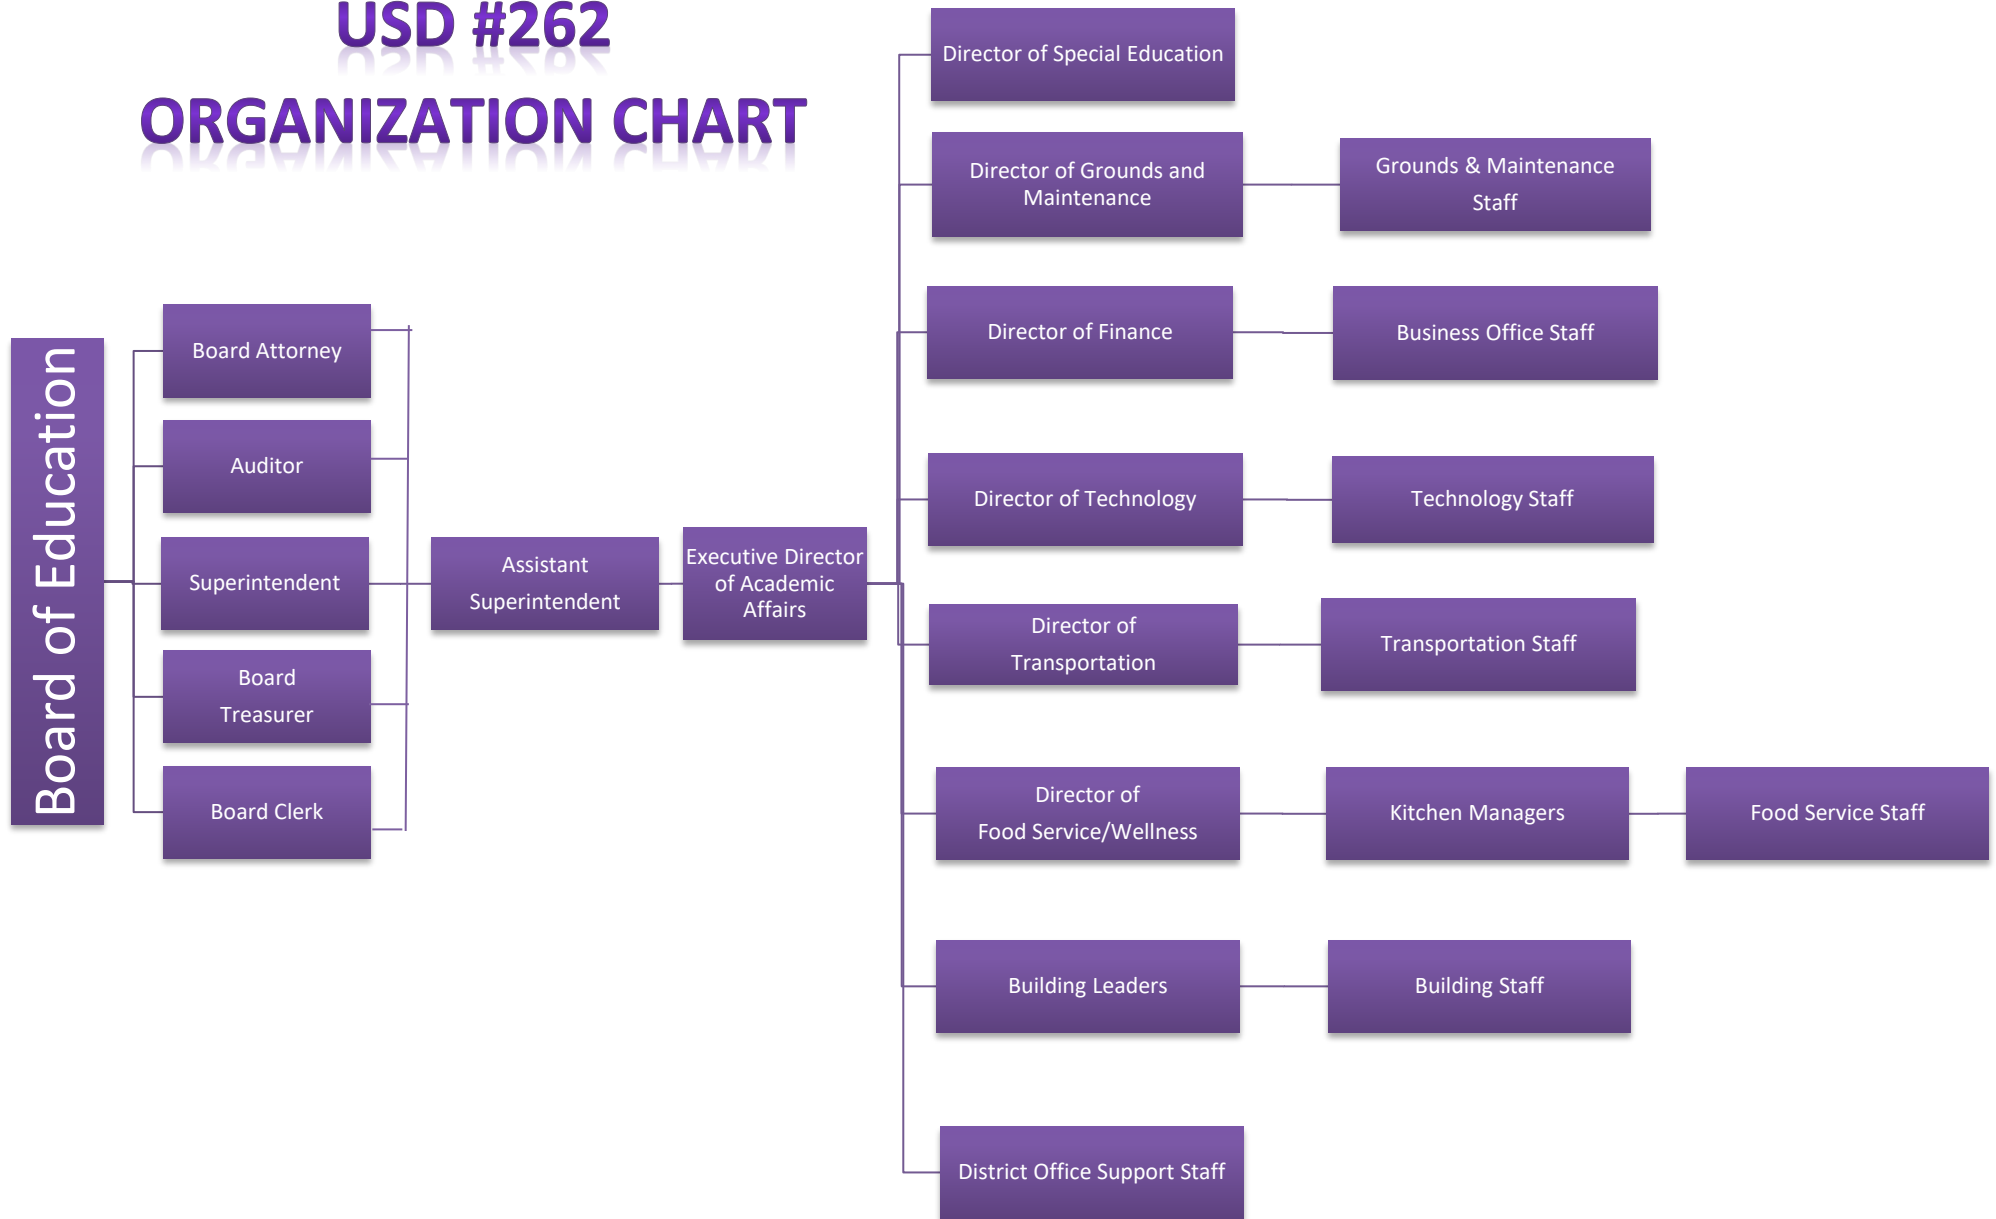 USD #262
ORGANIZATION CHART
Board of Education
Board Attorney
Auditor
Superintendent
Board
Treasurer
Board Clerk
Assistant
Superintendent
Executive Director
of Academic
Affairs
Director of Special Education
Director of Grounds and
Maintenance
Grounds & Maintenance
Staff
Director of Finance
Business Office Staff
Director of Technology
Technology Staff
Director of
Transportation
Transportation Staff
Director of
Food Service/Wellness
Kitchen Managers
Food Service Staff
Building Leaders
Building Staff
District Office Support Staff